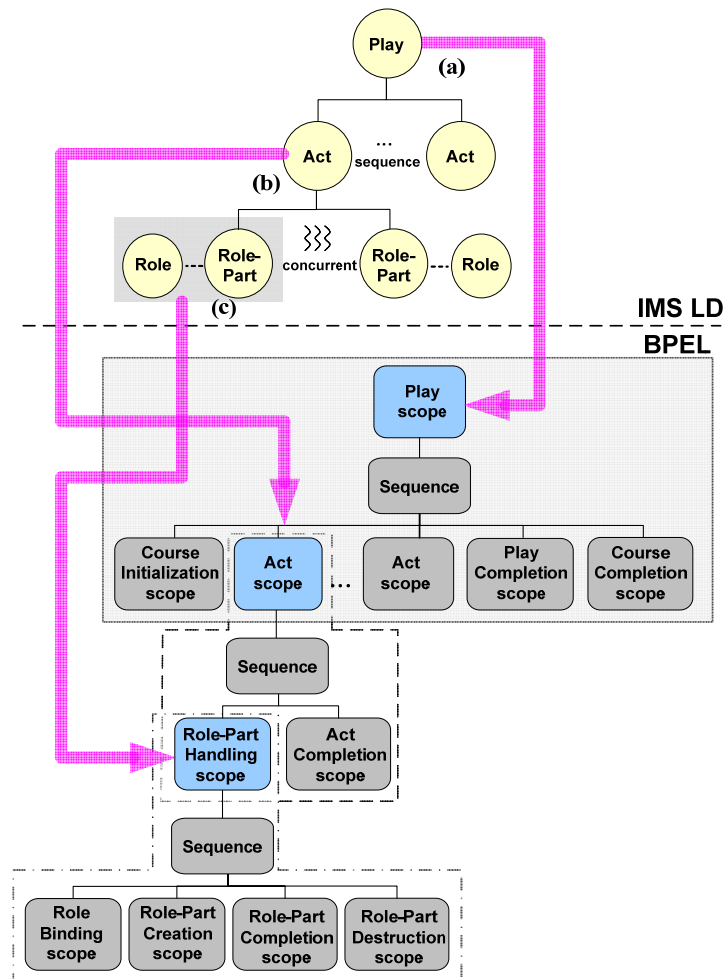 Play
(a)
Act
...
sequence
Act
(b)
Role
Role-
Part
concurrent
Role-
Part
Role
(c)
IMS LD
BPEL
Play
scope
Sequence
Course
Initialization
scope
Act
scope
...
Act
scope
Play
Completion
scope
Course
Completion
scope
Sequence
Role-Part
Handling
scope
Act
Completion
scope
Sequence
Role
Binding
scope
Role-Part
Creation
scope
Role-Part
Completion
scope
Role-Part
Destruction
scope